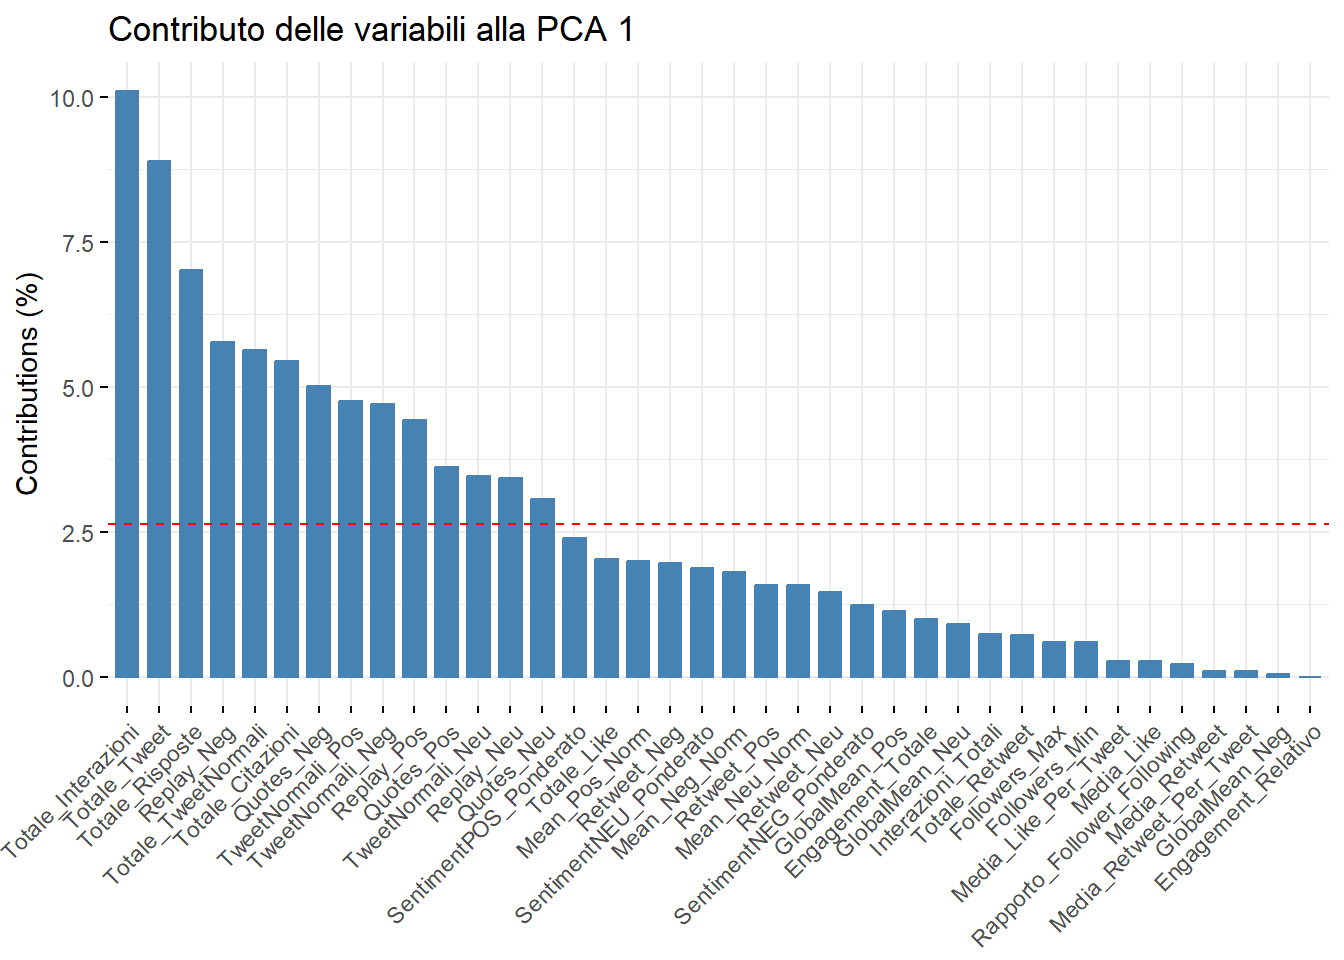 Contributo delle variabili alla PCA 1
Contributions (%)
10.0
7.5
5.0
2.5
0.0
Totale_Interazioni
Totale_Tweet
Totale_Risposte
Replay_Neg
Totale_TweetNormali
Totale_Citazioni
Quotes_Neg
TweetNormali_Pos
TweetNormali_Neg
Replay_Pos
Quotes_Pos
TweetNormali_Neu
Replay_Neu
Quotes_Neu
SentimentPOS_Ponderato
Totale_Like
Mean_Pos_Norm
Retweet_Neg
SentimentNEU_Ponderato
Mean_Neg_Norm
Retweet_Pos
Mean_Neu_Norm
Retweet_Neu
SentimentNEG_Ponderato
GlobalMean_Pos
Engagement_Totale
GlobalMean_Neu
Interazioni_Totali
Totale_Retweet
Followers_Max
Followers_Min
Media_Like_Per_Tweet
Media_Like
Rapporto_Follower_Following
Media_Retweet
Media_Retweet_Per_Tweet
GlobalMean_Neg
Engagement_Relativo